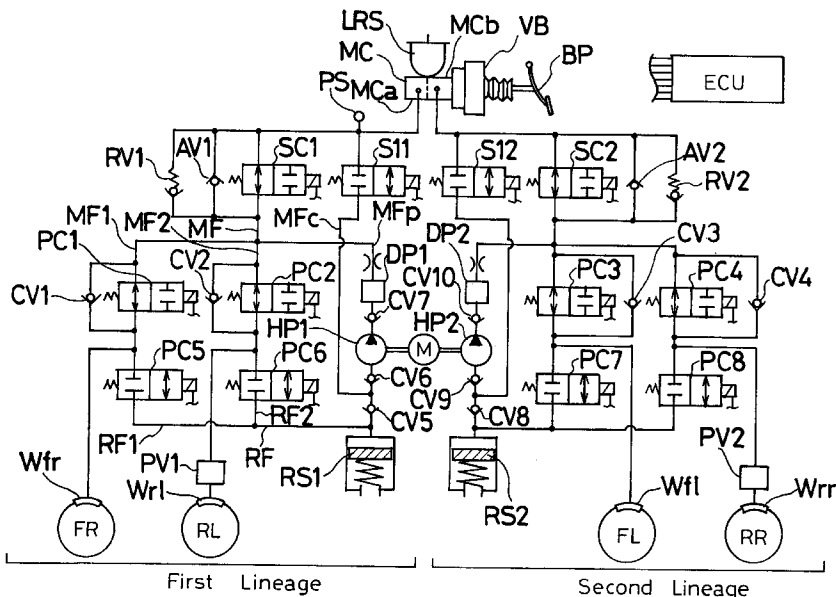 LRS MCb VB
MC BP
PS MCa ECU
RV1 AV1 SC1 S11 S12 SC2 AV2
RV2
MF1 MF2 MF MFc MFp
PC1 DP2 CV3
CV2 PC2 DP1 CV10 PC3 PC4 CV4
CV1 CV7
HP1 M HP2
PC5 PC6 CV6 PC7 PC8
CV9
RF2 CV5 CV8
RF1 RF
PV1 PV2
Wfr Wrl RS1 RS2 Wfl Wrr
FR RL FL RR
First Lineage Second Lineage